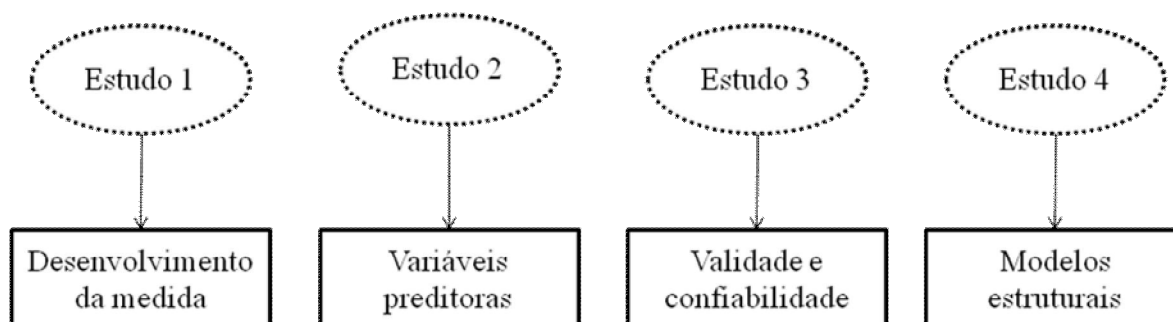 Estudo 1
Estudo 2
Estudo 3
Estudo 4
Desenvolvimento
da medida
Variáveis
preditoras
Validade e
confiabilidade
Modelos
estruturais